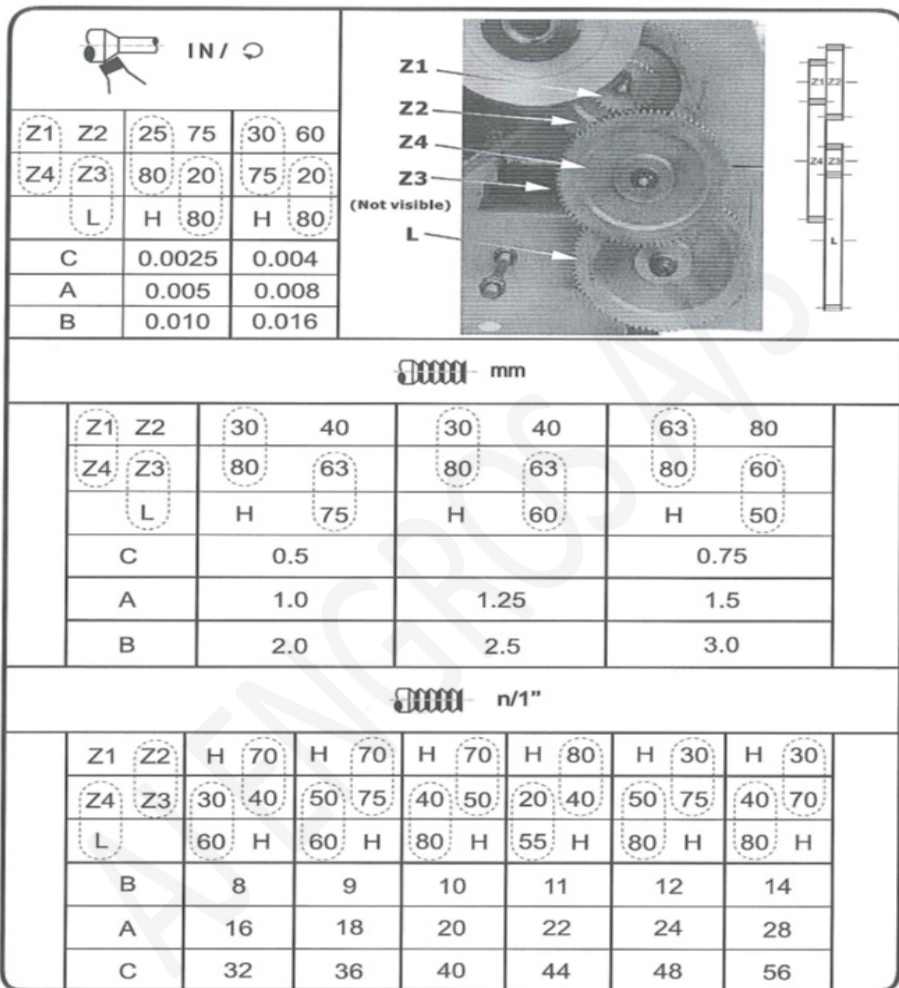 IN/
Z1 Z2 25 75 30 60
Z4 Z3 80 20 75 20
L H 80 H 80
C 0.0025 0.004
A 0.005 0.008
B 0.010 0.016
Z1
Z2
Z4
Z3
(Not visible)
L
Z1 Z2
Z4 Z3
L
mm
Z1 Z2 30 40 30 40 63 80
Z4 Z3 80 63 80 63 80 60
L H 75 H 60 H 50
C 0.5 0.75
A 1.0 1.25 1.5
B 2.0 2.5 3.0
n/1"
Z1 Z2 H 70 H 70 H 70 H 80 H 30 H 30
Z4 Z3 30 40 50 75 40 50 20 40 50 75 40 70
L 60 H 60 H 80 H 55 H 80 H 80 H
B 8 9 10 11 12 14
A 16 18 20 22 24 28
C 32 36 40 44 48 56
AJ ENGROS A/S